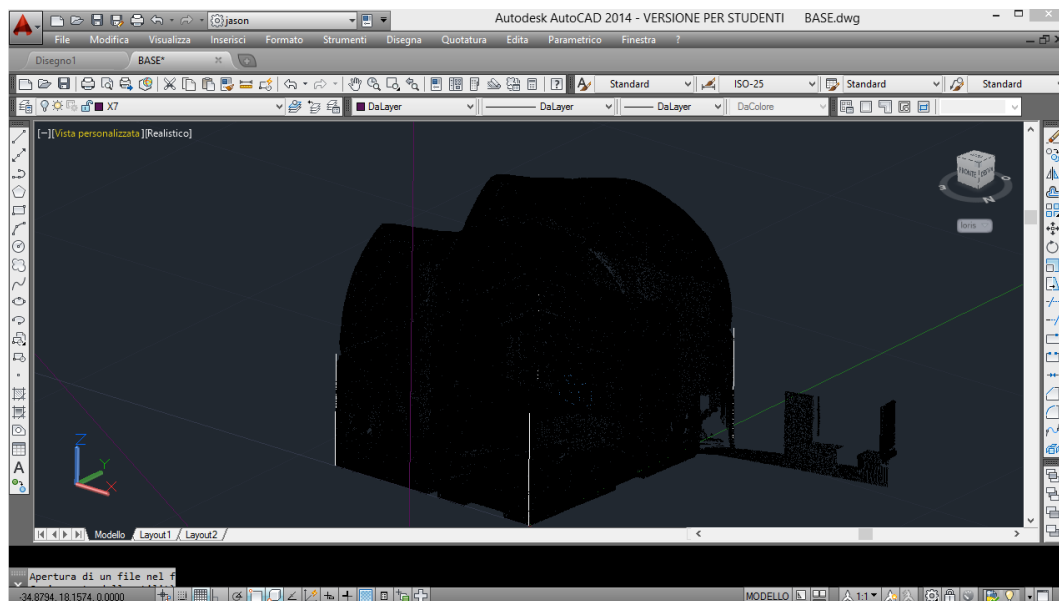 jason
Autodesk AutoCAD 2014 - VERSIONE PER STUDENTI BASE.dwg
File Modifica Visualizza Inserisci Formato Strumenti Disegna Quotatura Edita Parametrico Finestra ?
Disegno1 BASE*
Standard ISO-25 Standard Standard
X7 DaLayer DaLayer DaLayer DaColore
[−][Vista personalizzata][Realistico]
FRONTE
N
Ioris
Z
Y
X
A
Modello Layout1 Layout2
Apertura di un file nel f
-34.8794, 18.1574, 0.0000 MODELLO 1:1